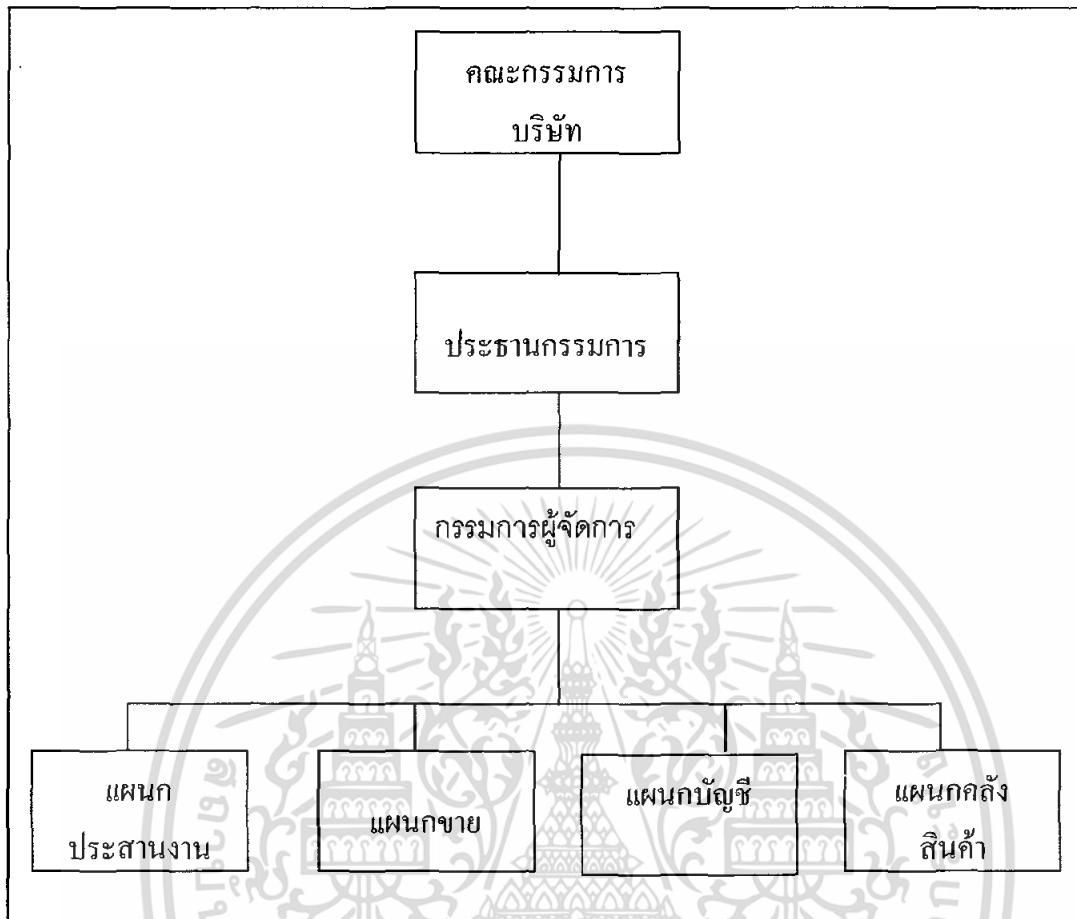 คณะกรรมการ
บริษัท
ประธานกรรมการ
กรรมการผู้จัดการ
แผนก
ประสานงาน
แผนกขาย
แผนกบัญชี
แผนกคลัง
สินค้า